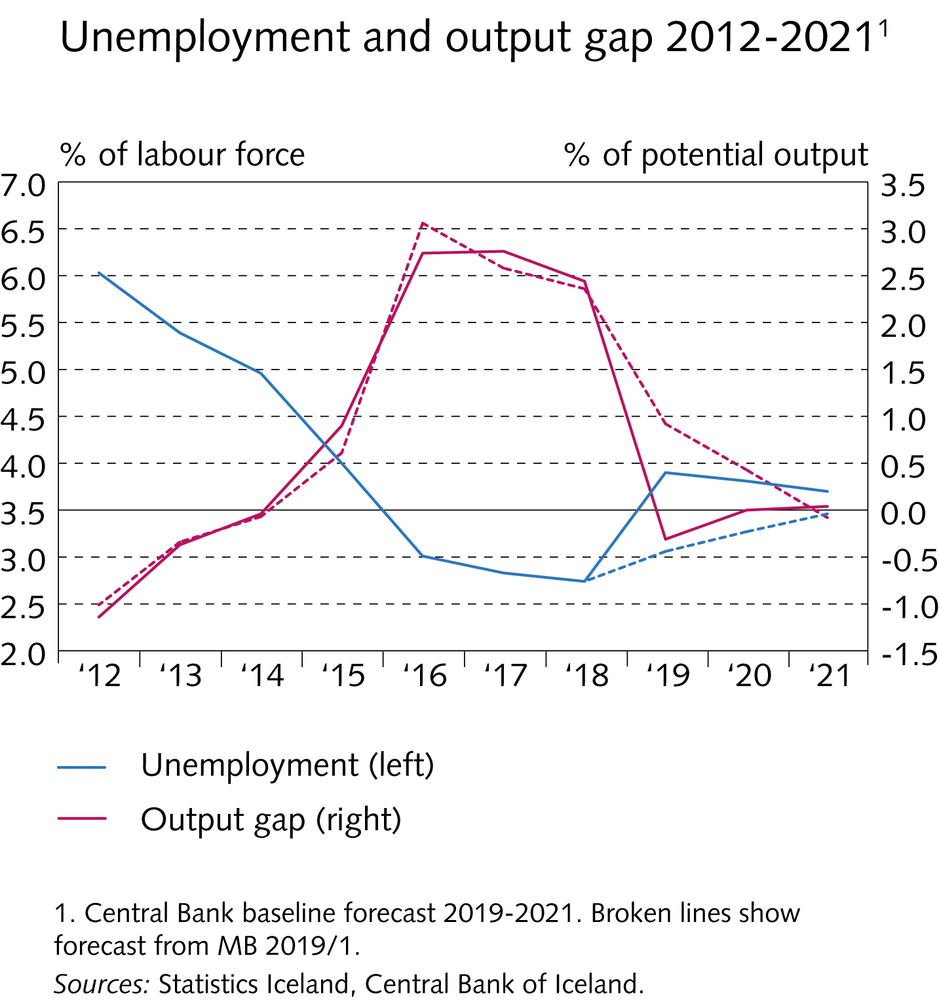 Unemployment and output gap 2012-2021¹
% of labour force
% of potential output
7.0
6.5
6.0
5.5
5.0
4.5
4.0
3.5
3.0
2.5
2.0
3.5
3.0
2.5
2.0
1.5
1.0
0.5
0.0
-0.5
-1.0
-1.5
‘12 ‘13 ‘14 ‘15 ‘16 ‘17 ‘18 ‘19 ‘20 ‘21
Unemployment (left)
Output gap (right)
1. Central Bank baseline forecast 2019-2021. Broken lines show
forecast from MB 2019/1.
Sources: Statistics Iceland, Central Bank of Iceland.